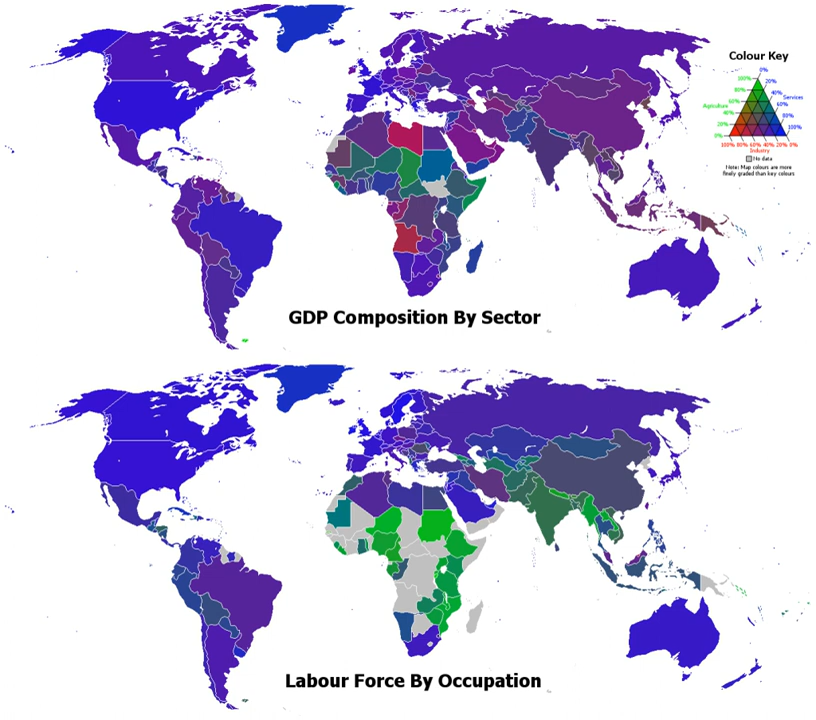 Colour Key
0%
100%
20%
80%
40%
Services
60%
60%
Agriculture
40%
80%
20%
100%
0%
100% 80% 60% 40% 20% 0%
Industry
No data
Note: Map colours are more
finely graded than key colours
GDP Composition By Sector
Labour Force By Occupation